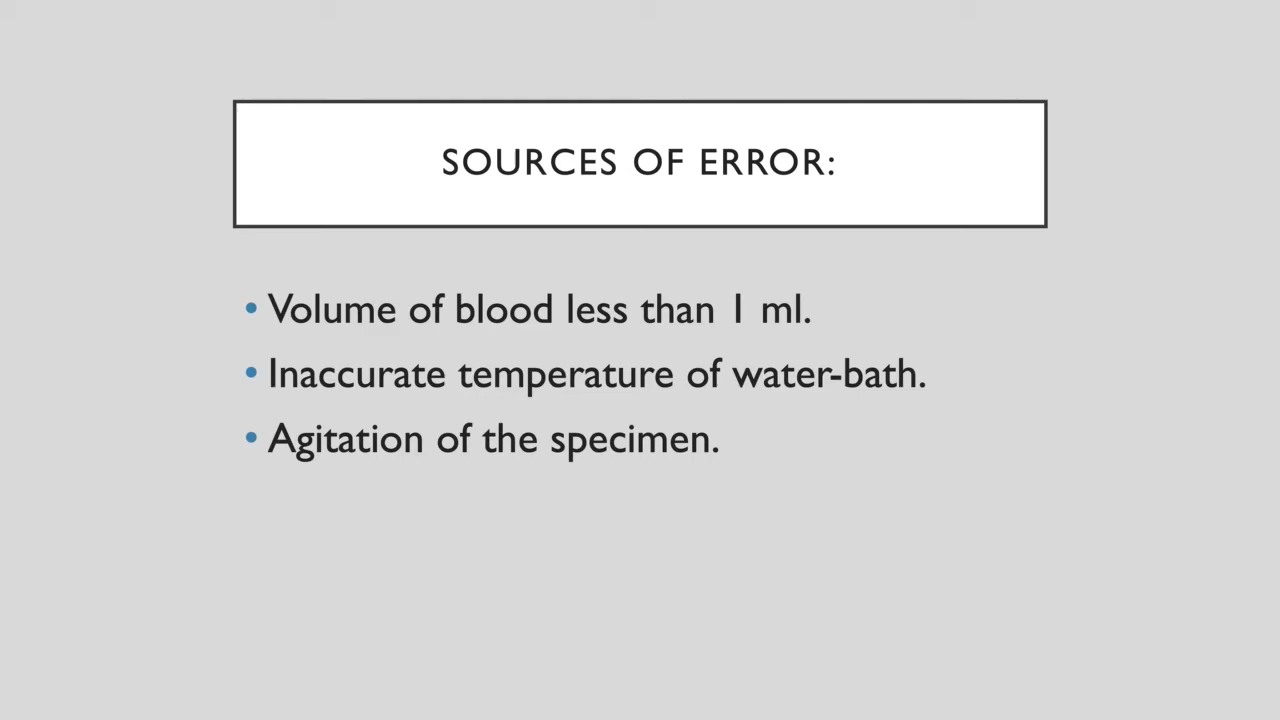 SOURCES OF ERROR:
• Volume of blood less than 1 ml.
• Inaccurate temperature of water-bath.
• Agitation of the specimen.